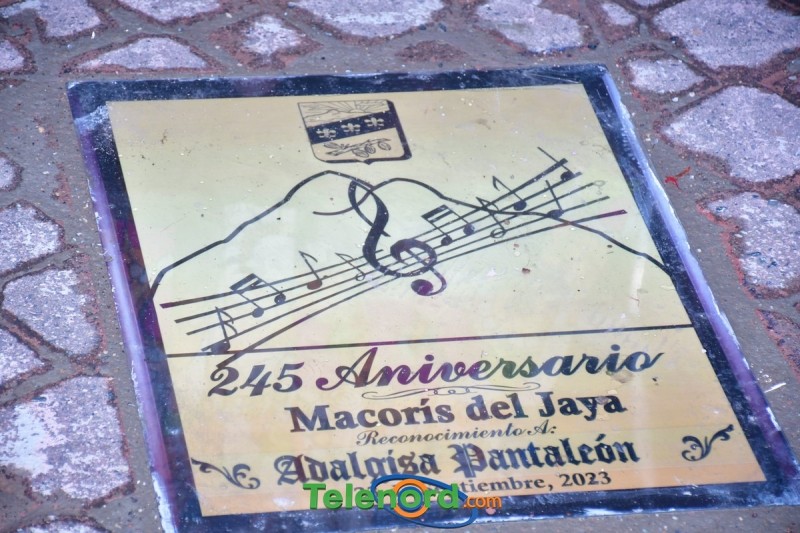 245 Aniversario
Macorís del Jaya
Reconocimiento A:
Adalgisa Pantaleón
2023
Telenord.com